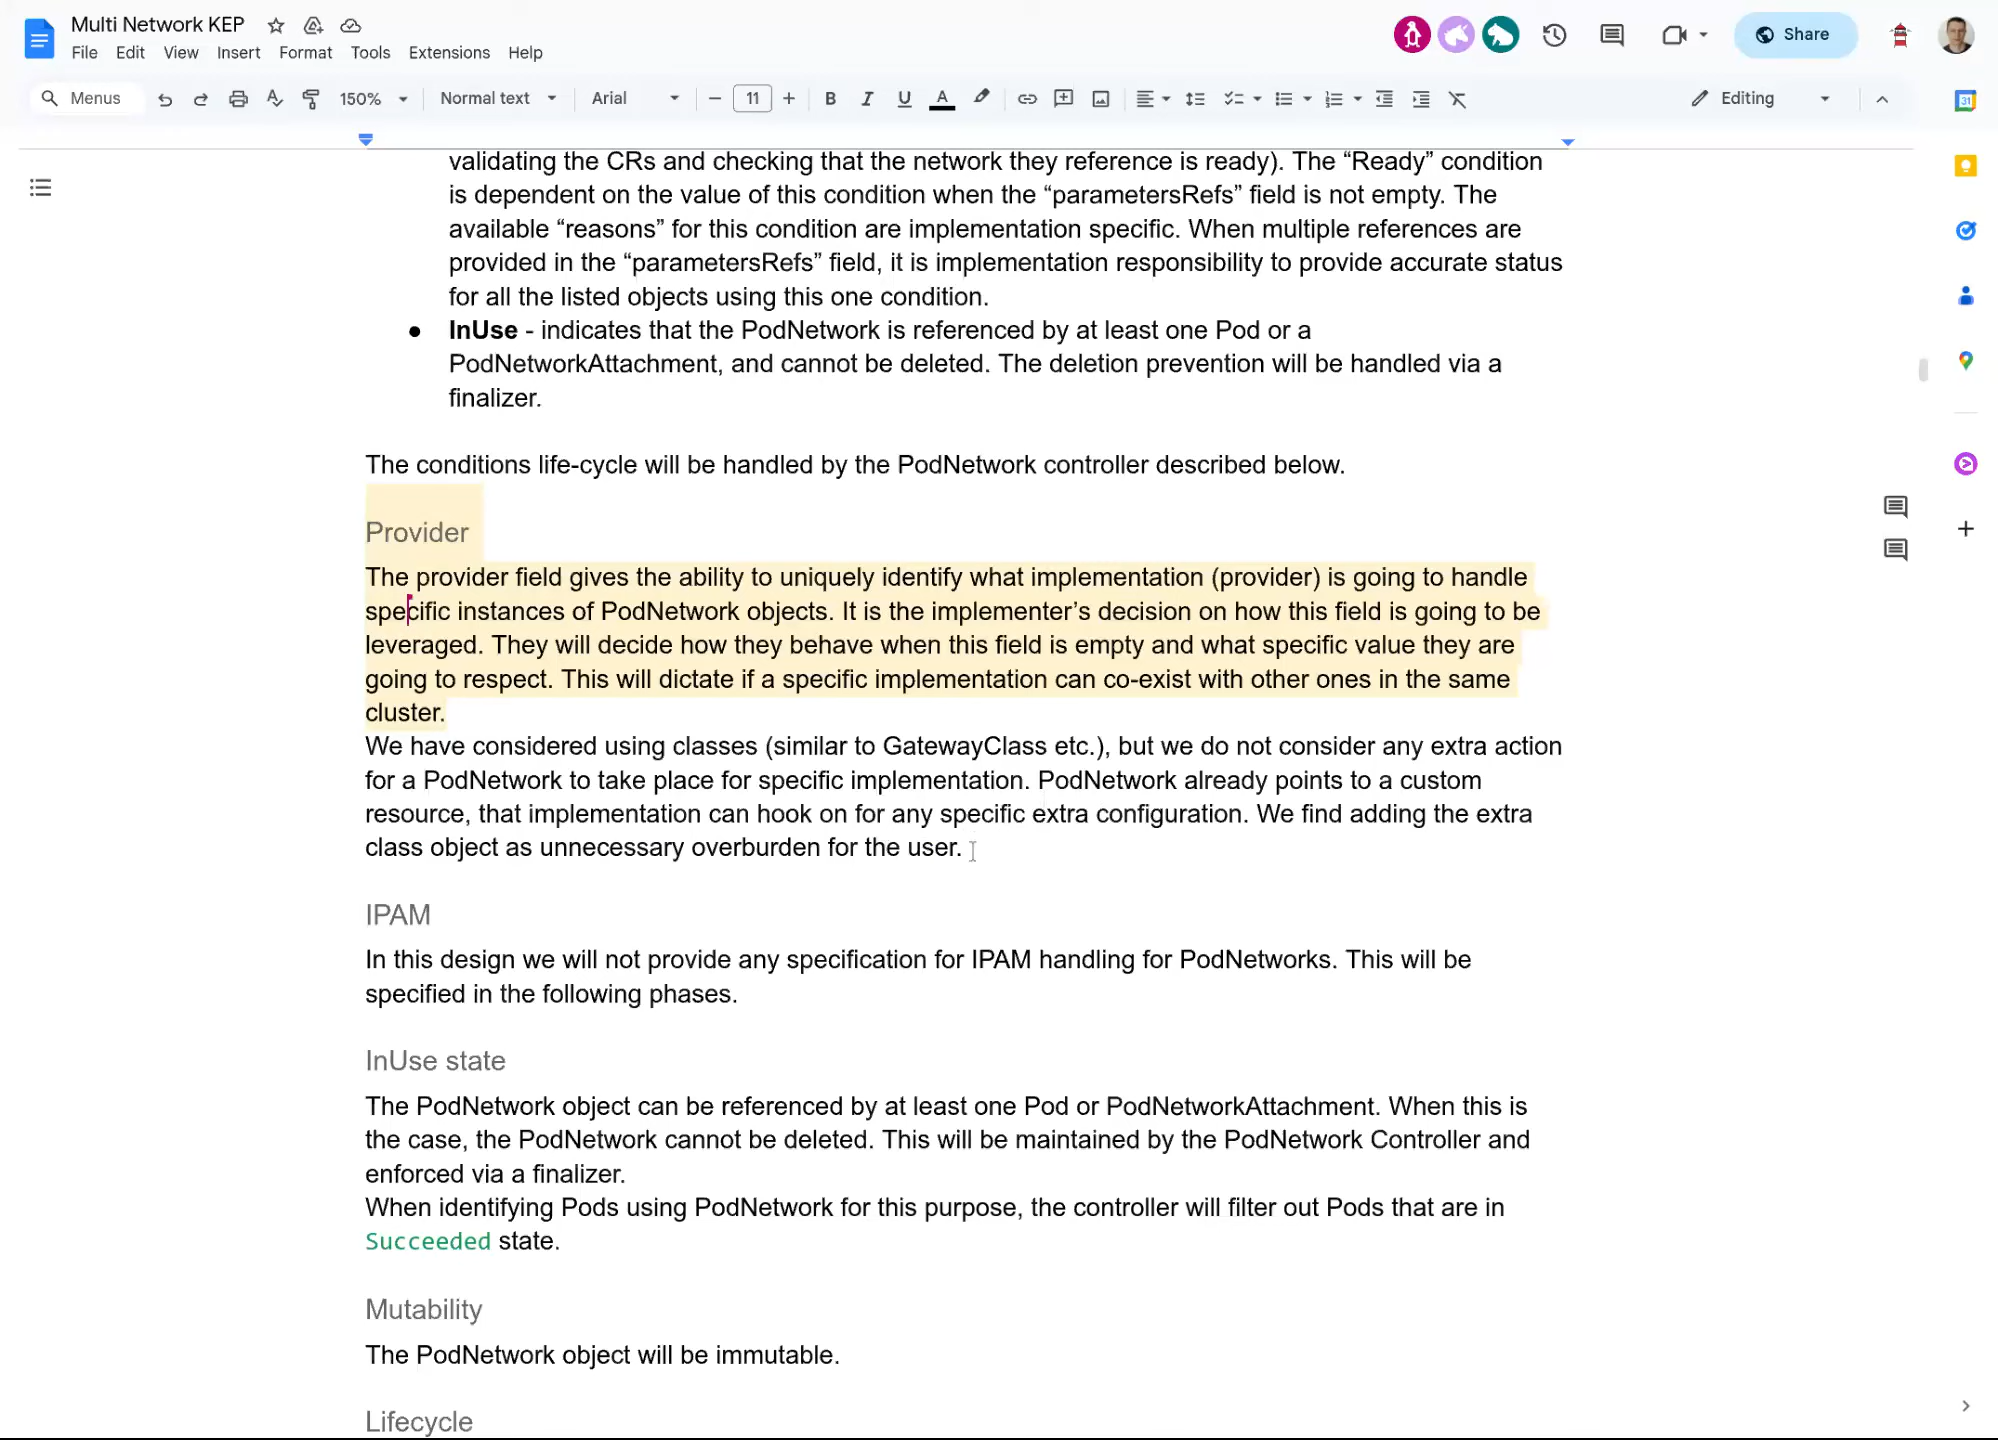 Multi Network KEP
File Edit View Insert Format Tools Extensions Help
Share
Menus 150% Normal text Arial 11 Editing
validating the CRs and checking that the network they reference is ready). The “Ready” condition
is dependent on the value of this condition when the “parametersRefs” field is not empty. The
available “reasons” for this condition are implementation specific. When multiple references are
provided in the “parametersRefs” field, it is implementation responsibility to provide accurate status
for all the listed objects using this one condition.
● InUse - indicates that the PodNetwork is referenced by at least one Pod or a
PodNetworkAttachment, and cannot be deleted. The deletion prevention will be handled via a
finalizer.
The conditions life-cycle will be handled by the PodNetwork controller described below.
Provider
The provider field gives the ability to uniquely identify what implementation (provider) is going to handle
specific instances of PodNetwork objects. It is the implementer’s decision on how this field is going to be
leveraged. They will decide how they behave when this field is empty and what specific value they are
going to respect. This will dictate if a specific implementation can co-exist with other ones in the same
cluster.
We have considered using classes (similar to GatewayClass etc.), but we do not consider any extra action
for a PodNetwork to take place for specific implementation. PodNetwork already points to a custom
resource, that implementation can hook on for any specific extra configuration. We find adding the extra
class object as unnecessary overburden for the user.
IPAM
In this design we will not provide any specification for IPAM handling for PodNetworks. This will be
specified in the following phases.
InUse state
The PodNetwork object can be referenced by at least one Pod or PodNetworkAttachment. When this is
the case, the PodNetwork cannot be deleted. This will be maintained by the PodNetwork Controller and
enforced via a finalizer.
When identifying Pods using PodNetwork for this purpose, the controller will filter out Pods that are in
Succeeded state.
Mutability
The PodNetwork object will be immutable.
Lifecycle